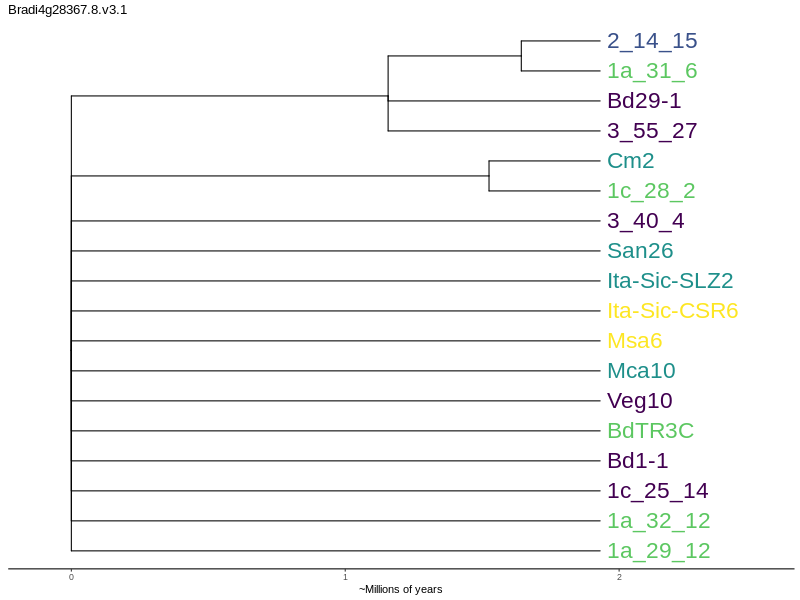 Bradi4g28367.8.v3.1
2_14_15
1a_31_6
Bd29-1
3_55_27
Cm2
1c_28_2
3_40_4
San26
Ita-Sic-SLZ2
Ita-Sic-CSR6
Msa6
Mca10
Veg10
BdTR3C
Bd1-1
1c_25_14
1a_32_12
1a_29_12
0 1 2
~Millions of years